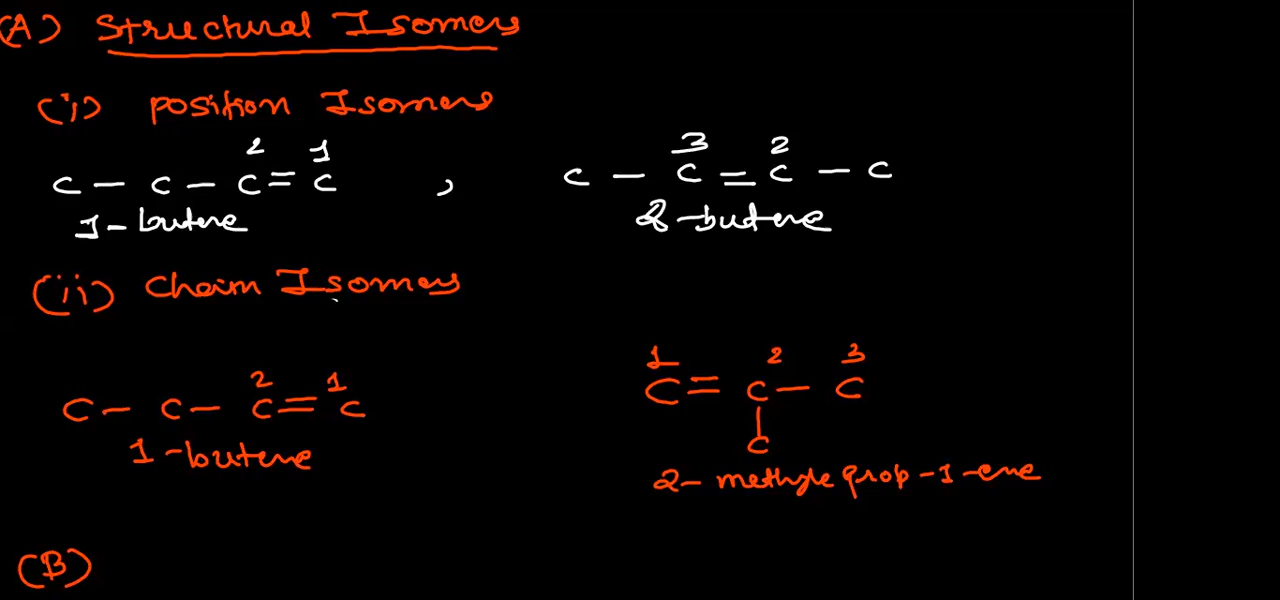 (A) Structural Isomers
(i) position Isomers
2 1 3 2
C - C - C = C , C - C = C - C
1-butene 2-butene
(ii) Chain Isomers
1 2 3
2 1
C = C - C
C - C - C = C
C
1-butene
2-methyle prop-1-ene
(B)